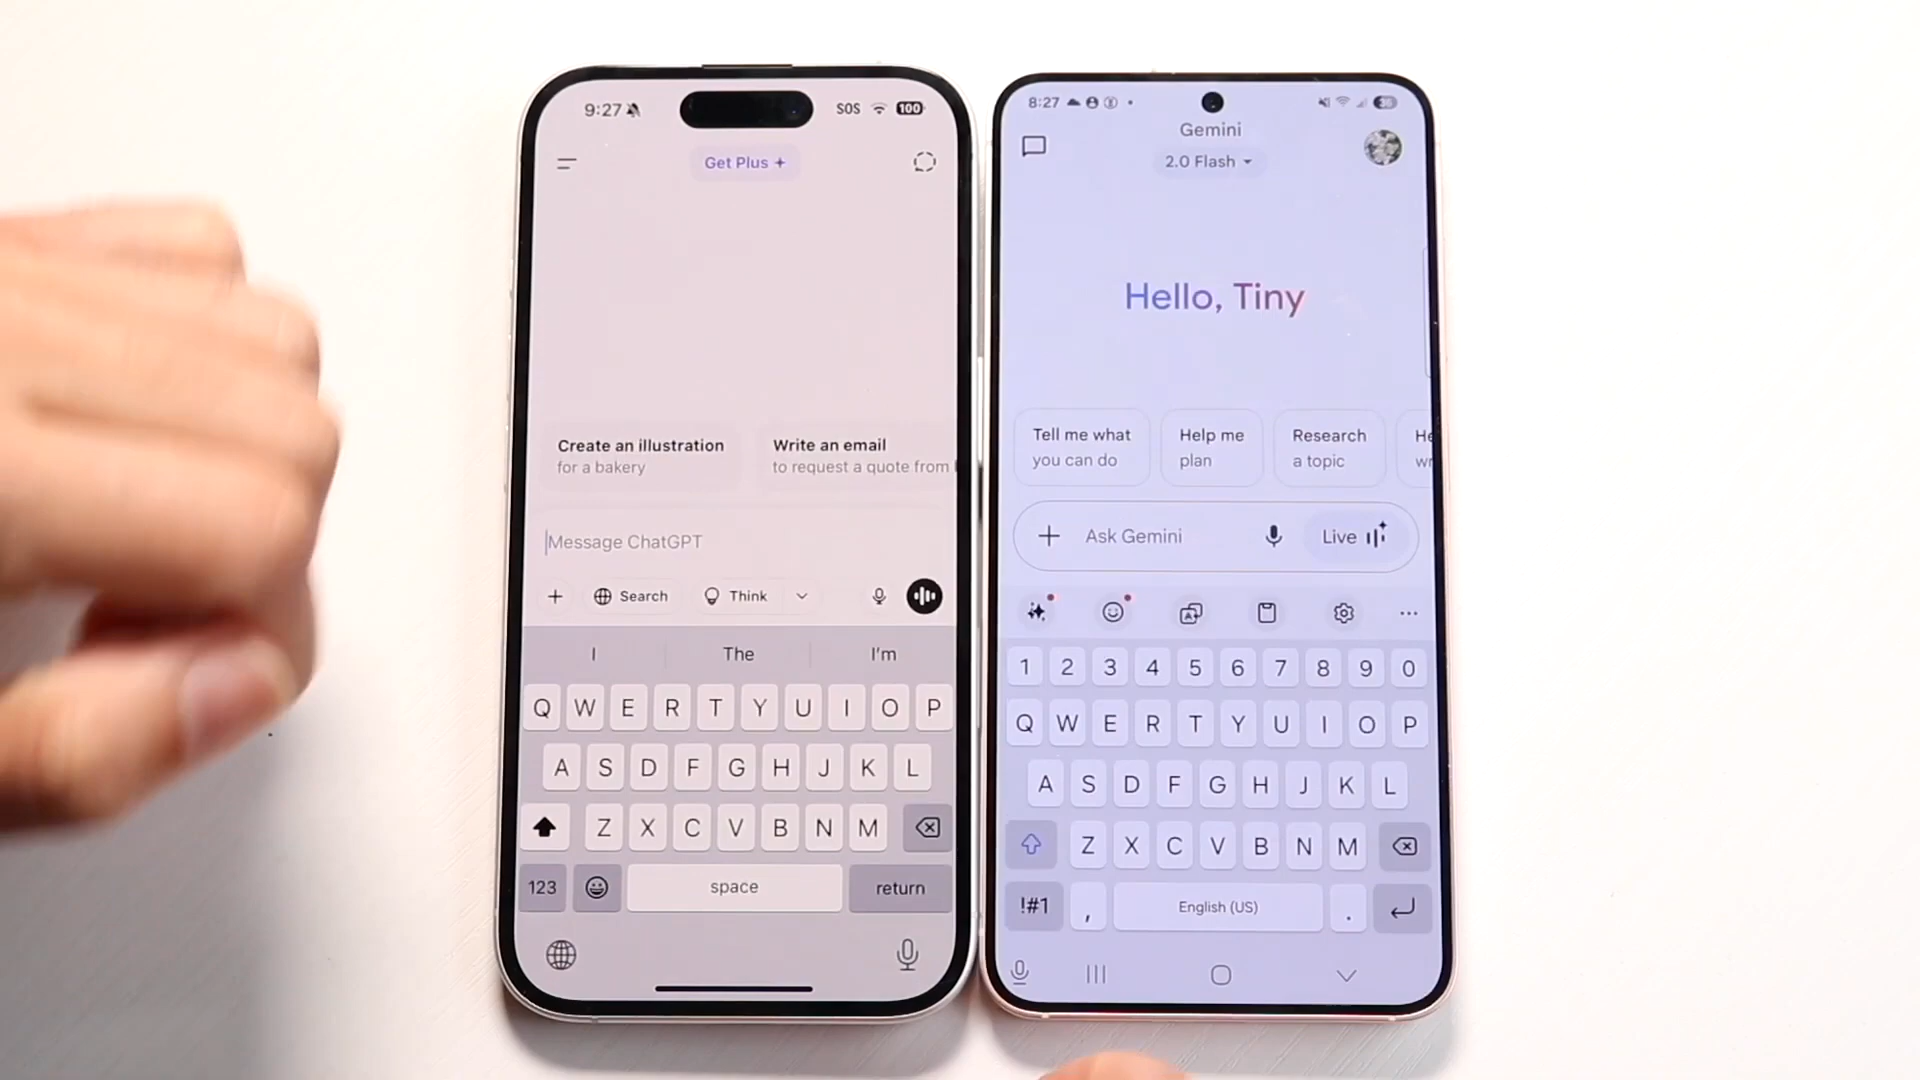 9:27
SOS
100
Get Plus +
Create an illustration
for a bakery
Write an email
to request a quote from
Message ChatGPT
Search
Think
I
The
I'm
Q W E R T Y U I O P
A S D F G H J K L
Z X C V B N M
123
space
return
8:27
Gemini
2.0 Flash
Hello, Tiny
Tell me what
you can do
Help me
plan
Research
a topic
He
wr
Ask Gemini
Live
1 2 3 4 5 6 7 8 9 0
Q W E R T Y U I O P
A S D F G H J K L
Z X C V B N M
!#1
,
English (US)
.